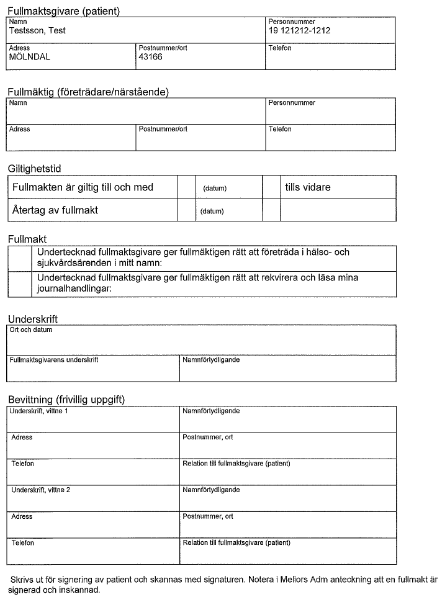 Fullmaktsgivare (patient)
Namn Personnummer
Testsson, Test 19 121212-1212
Adress Postnummer/ort Telefon
MÖLNDAL 43166
Fullmäktig (företrädare/närstående)
Namn Personnummer
Adress Postnummer/ort Telefon
Giltighetstid
Fullmakten är giltig till och med (datum) tills vidare
Återtag av fullmakt (datum)
Fullmakt
Undertecknad fullmaktsgivare ger fullmäktigen rätt att företräda i hälso- och
sjukvårdsärenden i mitt namn:
Undertecknad fullmaktsgivare ger fullmäktigen rätt att rekvirera och läsa mina
journalhandlingar:
Underskrift
Ort och datum
Fullmaktsgivarens underskrift Namnförtydligande
Bevittning (frivillig uppgift)
Underskrift, vittne 1 Namnförtydligande
Adress Postnummer, ort
Telefon Relation till fullmaktsgivare (patient)
Underskrift, vittne 2 Namnförtydligande
Adress Postnummer, ort
Telefon Relation till fullmaktsgivare (patient)
Skrivs ut för signering av patient och skannas med signaturen. Notera i Meliors Adm anteckning att en fullmakt är
signerad och inskannad.